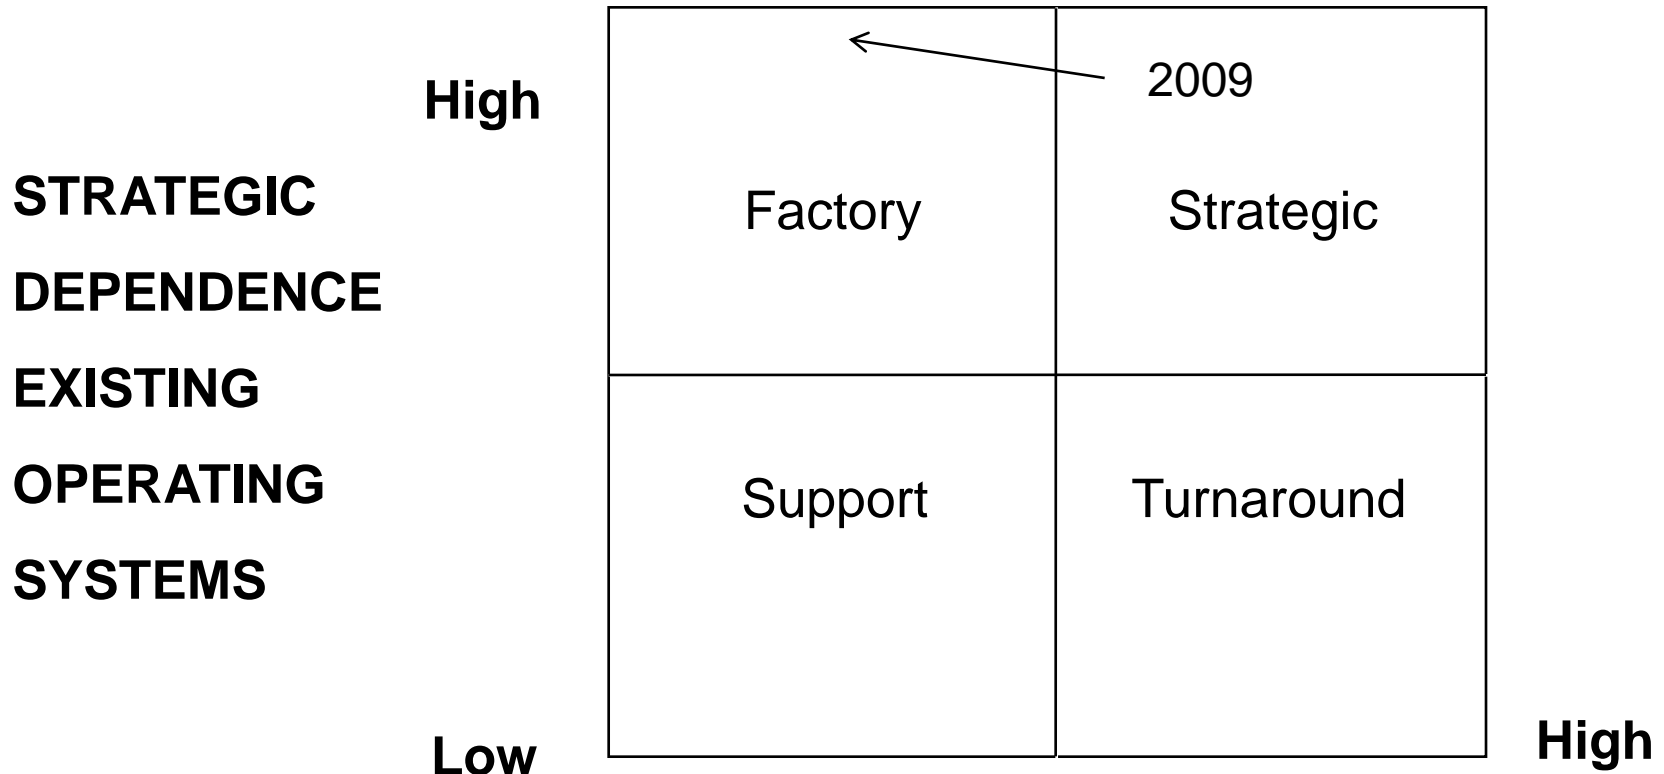 2009
High
STRATEGIC
Factory
Strategic
DEPENDENCE
EXISTING
OPERATING
Support
Turnaround
SYSTEMS
High
Low